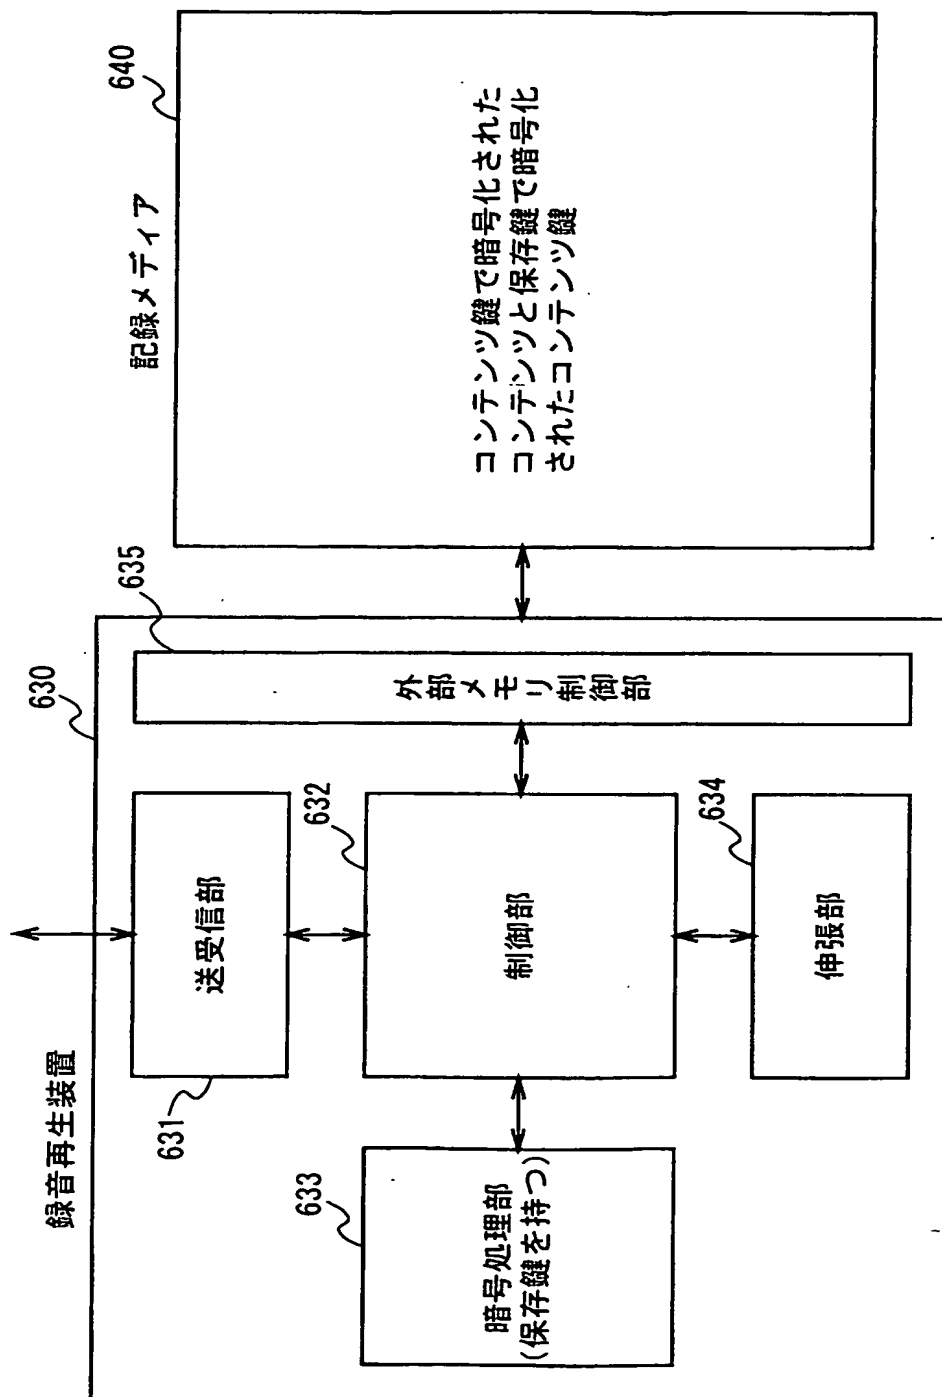 録音再生装置
630
送受信部
631
制御部
632
暗号処理部
(保存鍵を持つ)
633
伸張部
634
外部メモリ制御部
635
記録メディア
640
コンテンツ鍵で暗号化された
コンテンツと保存鍵で暗号化
されたコンテンツ鍵